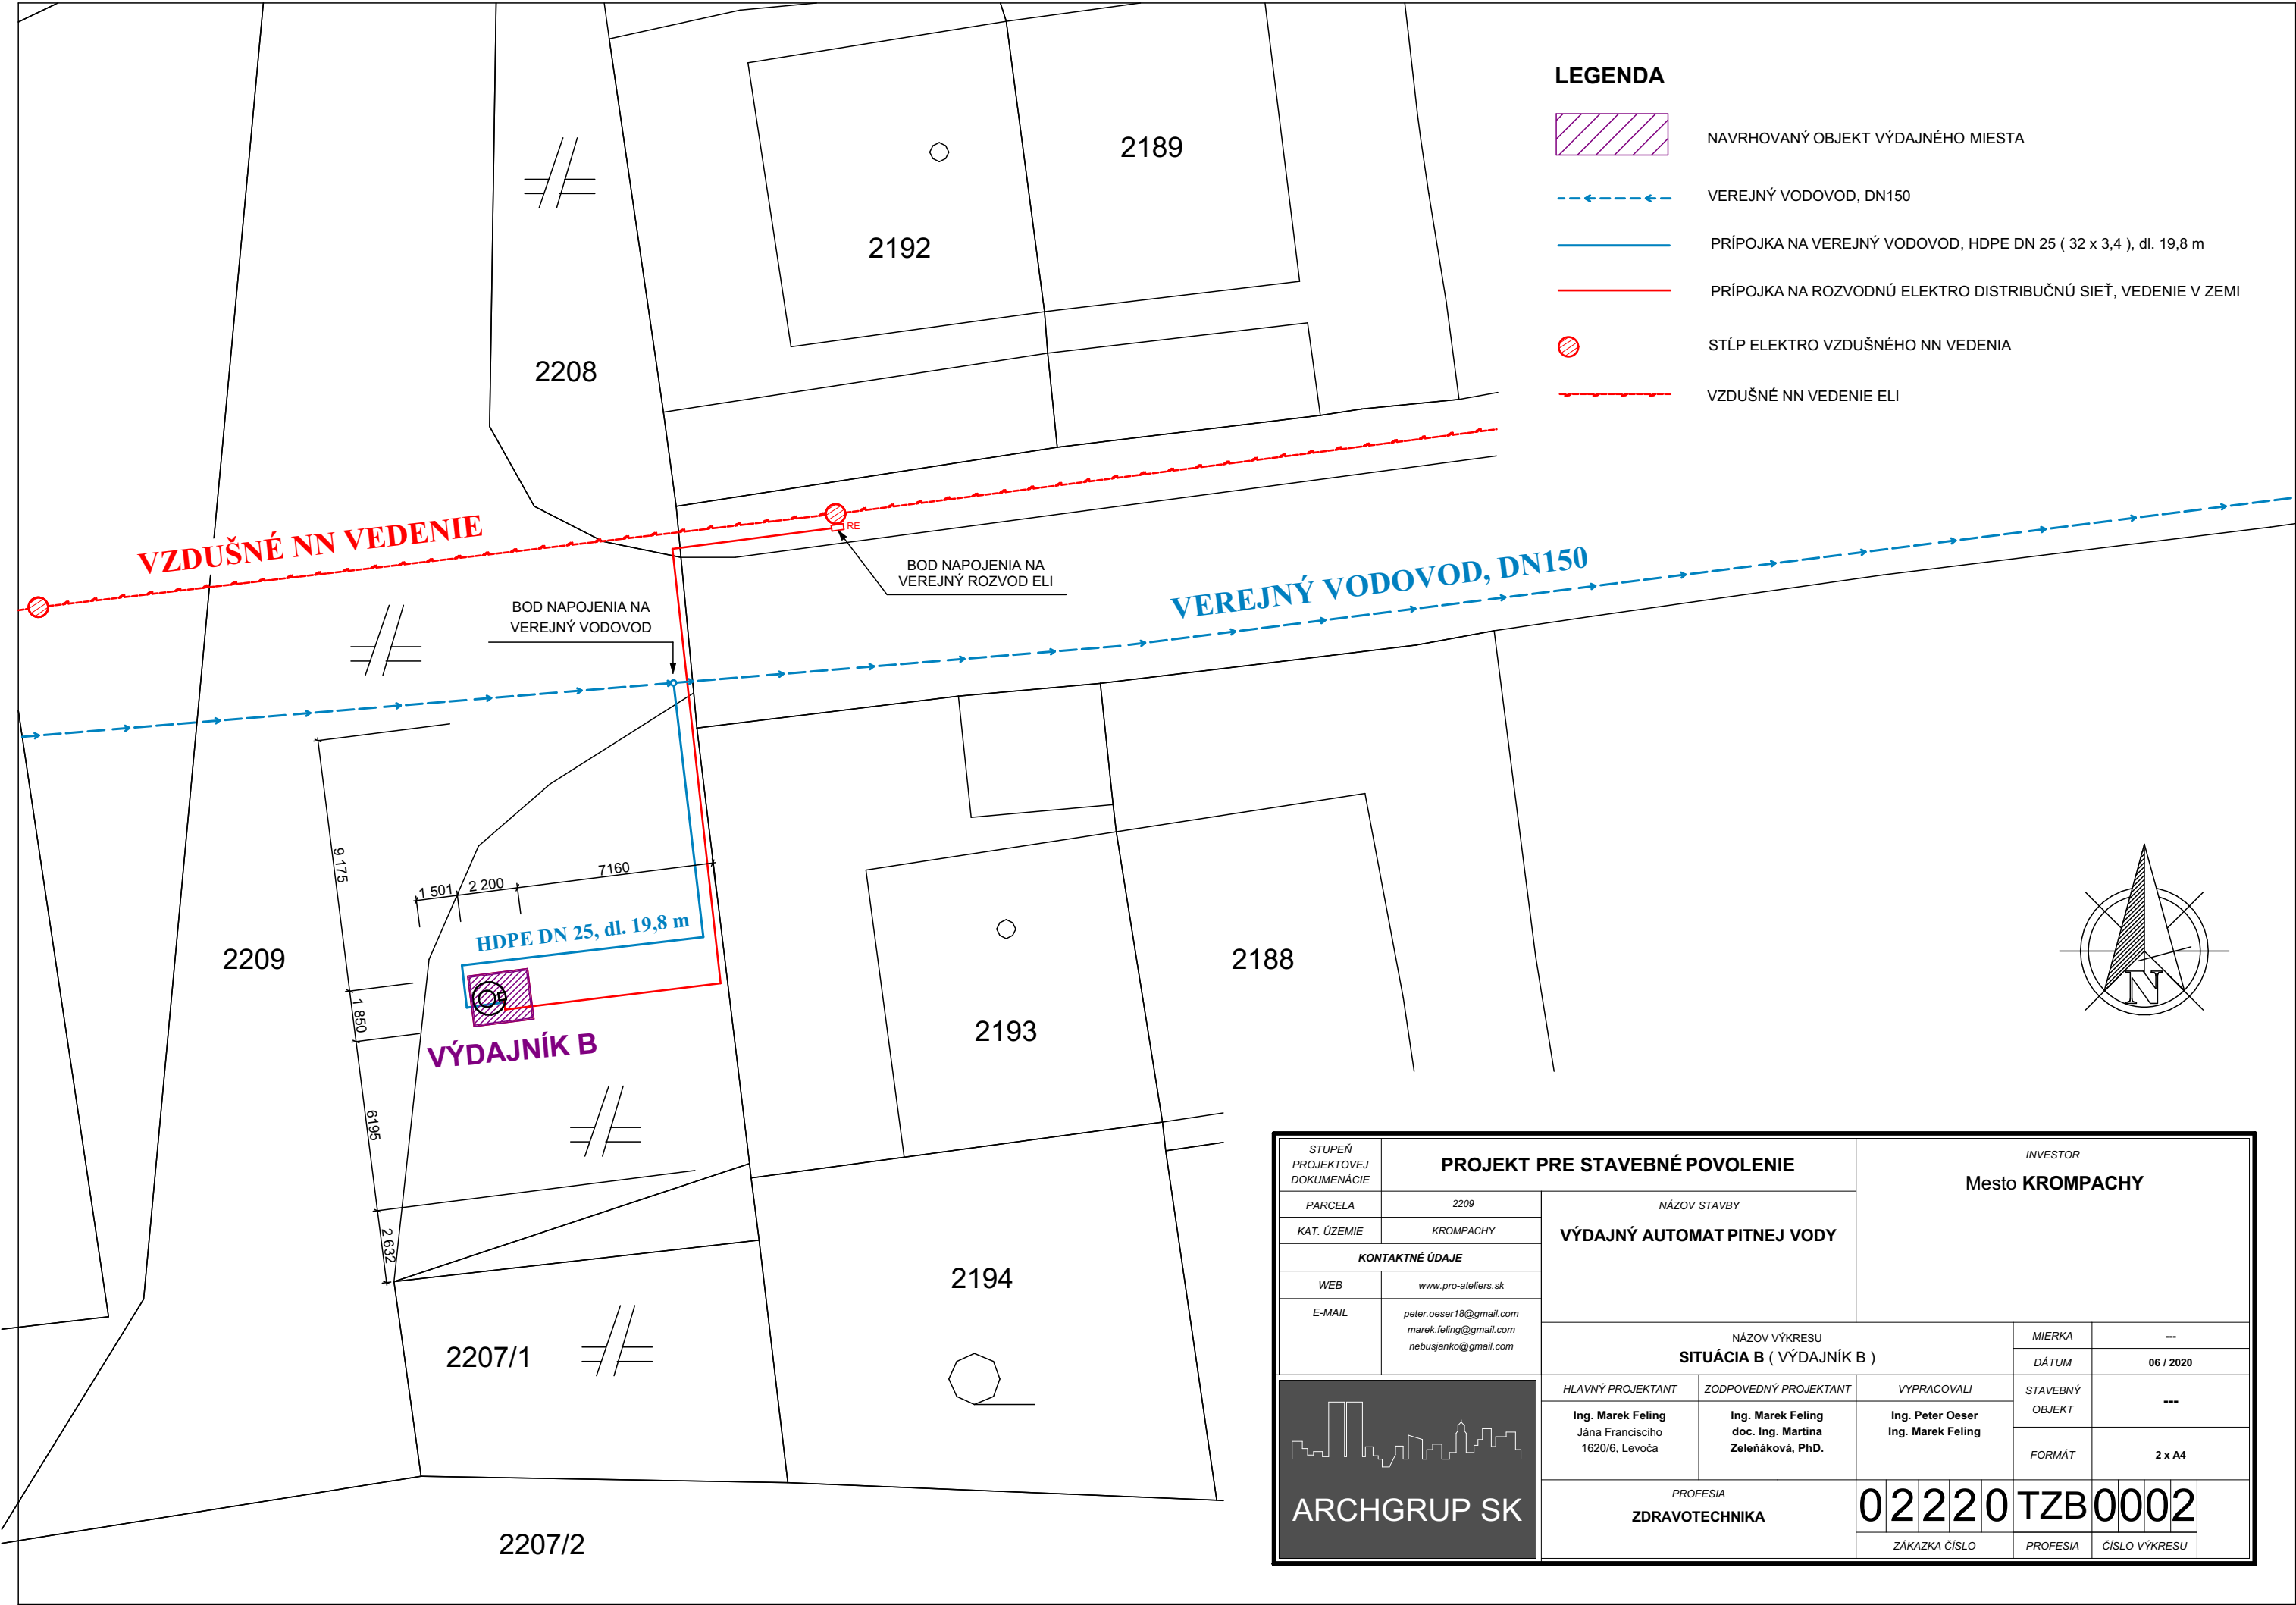 LEGENDA
NAVRHOVANÝ OBJEKT VÝDAJNÉHO MIESTA
VEREJNÝ VODOVOD, DN150
PRÍPOJKA NA VEREJNÝ VODOVOD, HDPE DN 25 ( 32 x 3,4 ), dl. 19,8 m
PRÍPOJKA NA ROZVODNÚ ELEKTRO DISTRIBUČNÚ SIEŤ, VEDENIE V ZEMI
STĹP ELEKTRO VZDUŠNÉHO NN VEDENIA
VZDUŠNÉ NN VEDENIE ELI
2189
2192
2208
VZDUŠNÉ NN VEDENIE
RE
BOD NAPOJENIA NA
VEREJNÝ ROZVOD ELI
VEREJNÝ VODOVOD, DN150
BOD NAPOJENIA NA
VEREJNÝ VODOVOD
9 175
1 501
2 200
7160
HDPE DN 25, dl. 19,8 m
2209
2188
1 850
2193
VÝDAJNÍK B
6195
2 632
2194
2207/1
2207/2
N
STUPEŇ
PROJEKTOVEJ
DOKUMENÁCIE
PROJEKT PRE STAVEBNÉ POVOLENIE
INVESTOR
Mesto KROMPACHY
PARCELA
2209
NÁZOV STAVBY
VÝDAJNÝ AUTOMAT PITNEJ VODY
KAT. ÚZEMIE
KROMPACHY
KONTAKTNÉ ÚDAJE
WEB
www.pro-ateliers.sk
E-MAIL
peter.oeser18@gmail.com
marek.feling@gmail.com
nebusjanko@gmail.com
NÁZOV VÝKRESU
SITUÁCIA B ( VÝDAJNÍK B )
MIERKA
---
DÁTUM
06 / 2020
HLAVNÝ PROJEKTANT
Ing. Marek Feling
Jána Francisciho
1620/6, Levoča
ZODPOVEDNÝ PROJEKTANT
Ing. Marek Feling
doc. Ing. Martina
Zeleňáková, PhD.
VYPRACOVALI
Ing. Peter Oeser
Ing. Marek Feling
STAVEBNÝ
OBJEKT
---
FORMÁT
2 x A4
ARCHGRUP SK
PROFESIA
ZDRAVOTECHNIKA
02220 TZB 0002
ZÁKAZKA ČÍSLO
PROFESIA
ČÍSLO VÝKRESU